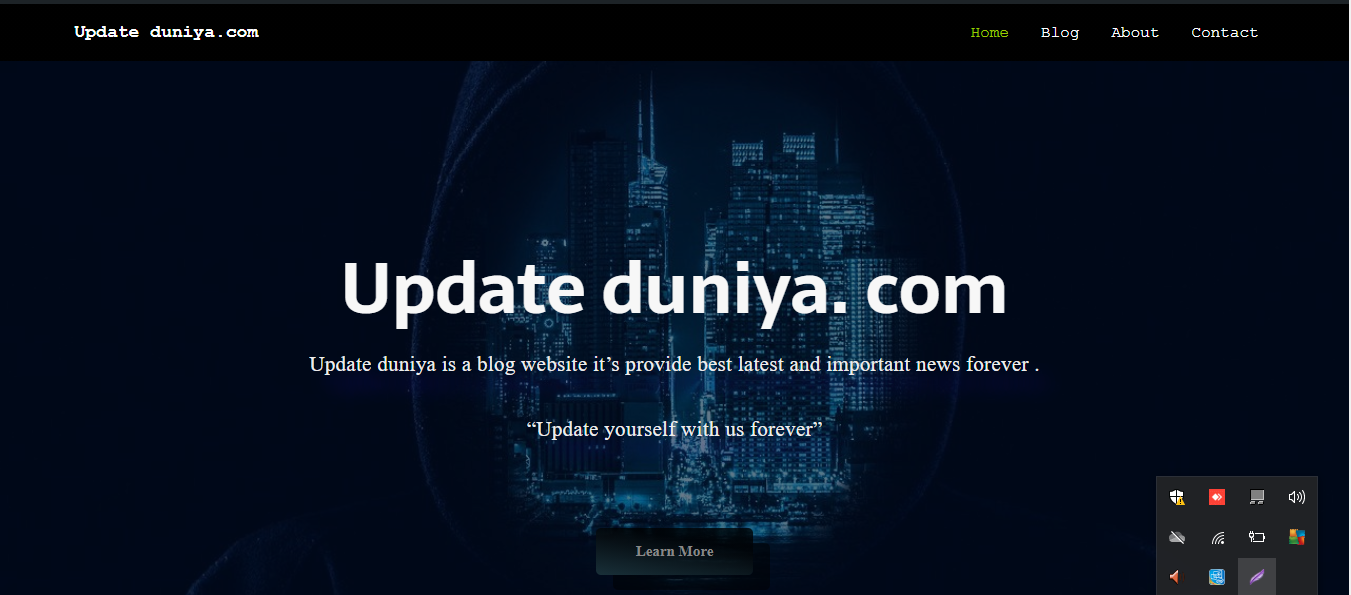 Update duniya.com
Home Blog About Contact
Update duniya. com
Update duniya is a blog website it’s provide best latest and important news forever .
“Update yourself with us forever”
Learn More